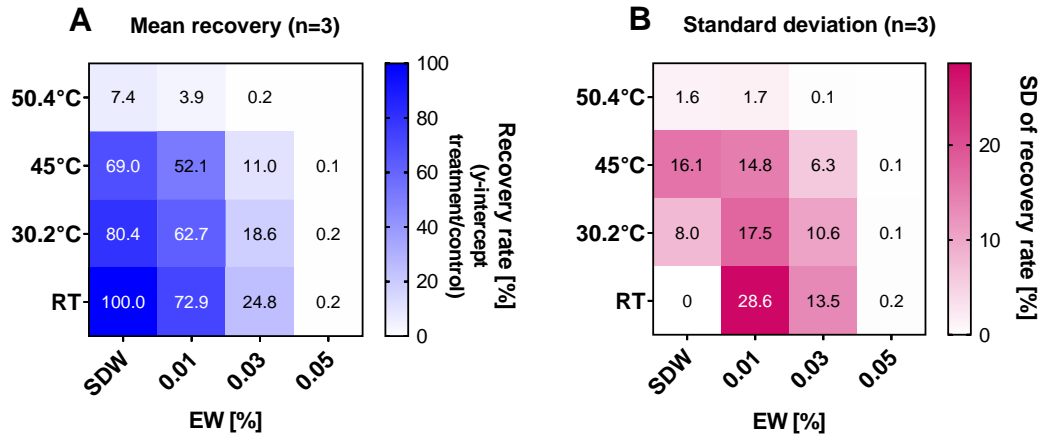 A Mean recovery (n=3)
50.4°C 7.4 3.9 0.2
45°C 69.0 52.1 11.0 0.1
30.2°C 80.4 62.7 18.6 0.2
RT 100.0 72.9 24.8 0.2
SDW 0.01 0.03 0.05
EW [%]
100
80
60
40
20
0
Recovery rate [%]
(y-intercept
treatment/control)
B Standard deviation (n=3)
50.4°C 1.6 1.7 0.1
45°C 16.1 14.8 6.3 0.1
30.2°C 8.0 17.5 10.6 0.1
RT 0 28.6 13.5 0.2
SDW 0.01 0.03 0.05
EW [%]
20
10
0
SD of recovery rate [%]